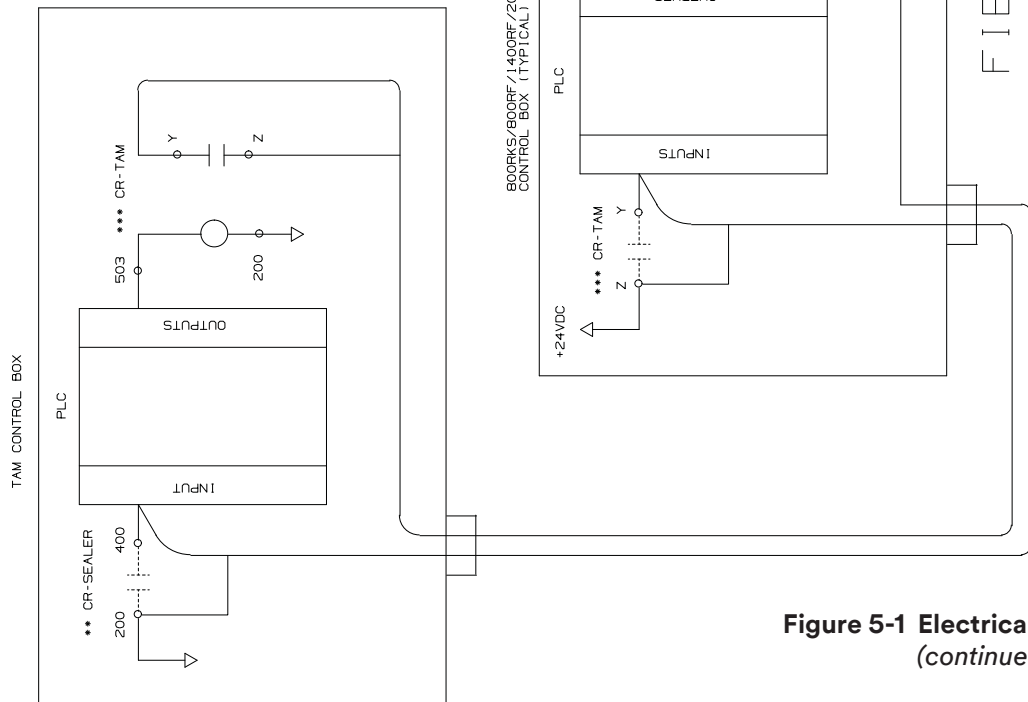 TAM CONTROL BOX
PLC
*** CR-TAM
Y
Z
503
200
OUTPUTS
INPUT
** CR-SEALER
400
200
800RKS/800RF/1400RF/20
CONTROL BOX (TYPICAL)
PLC
INPUTS
*** CR-TAM
Y
Z
+24VDC
FIE
Figure 5-1 Electrica
(continue